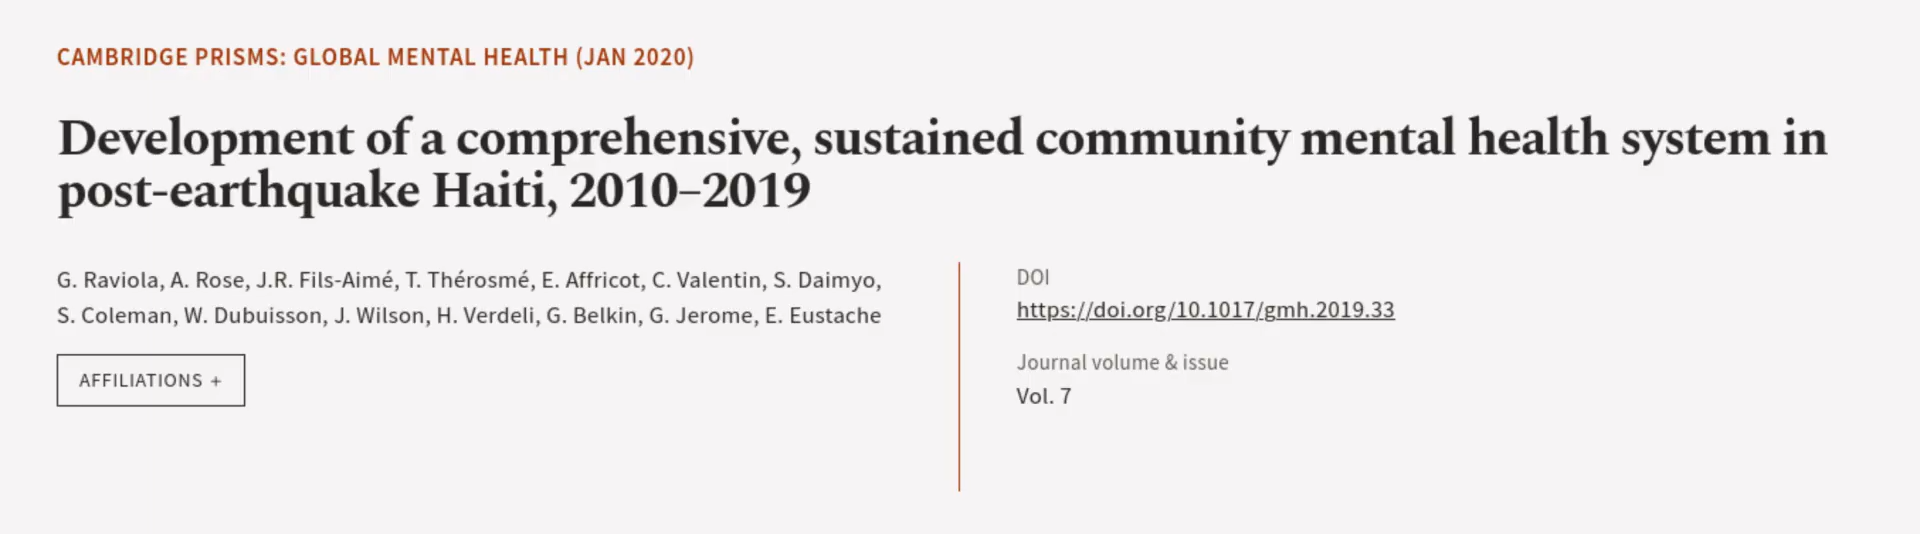 CAMBRIDGE PRISMS: GLOBAL MENTAL HEALTH (JAN 2020)
Development of a comprehensive, sustained community mental health system in
post-earthquake Haiti, 2010–2019
G. Raviola, A. Rose, J.R. Fils-Aimé, T. Thérosmé, E. Affricot, C. Valentin, S. Daimyo,
S. Coleman, W. Dubuisson, J. Wilson, H. Verdeli, G. Belkin, G. Jerome, E. Eustache
AFFILIATIONS +
DOI
https://doi.org/10.1017/gmh.2019.33
Journal volume & issue
Vol. 7